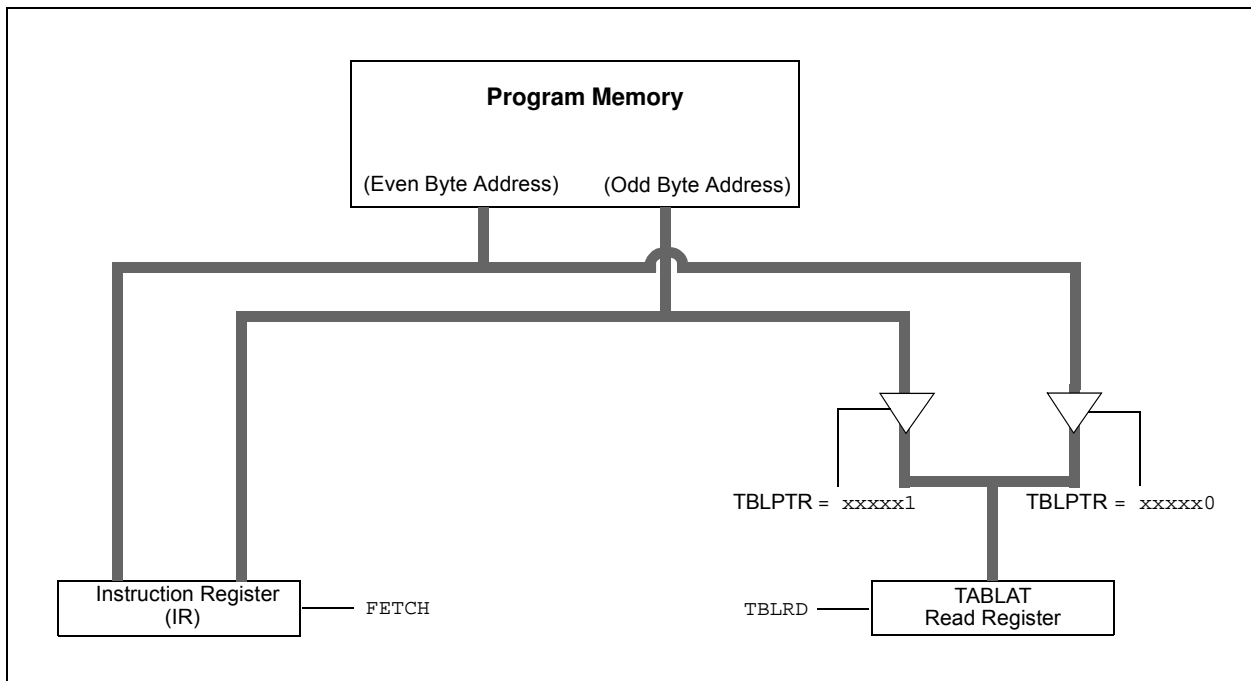 Program Memory
(Even Byte Address)
(Odd Byte Address)
TBLPTR = xxxxx1
TBLPTR = xxxxx0
Instruction Register
(IR)
FETCH
TBLRD
TABLAT
Read Register